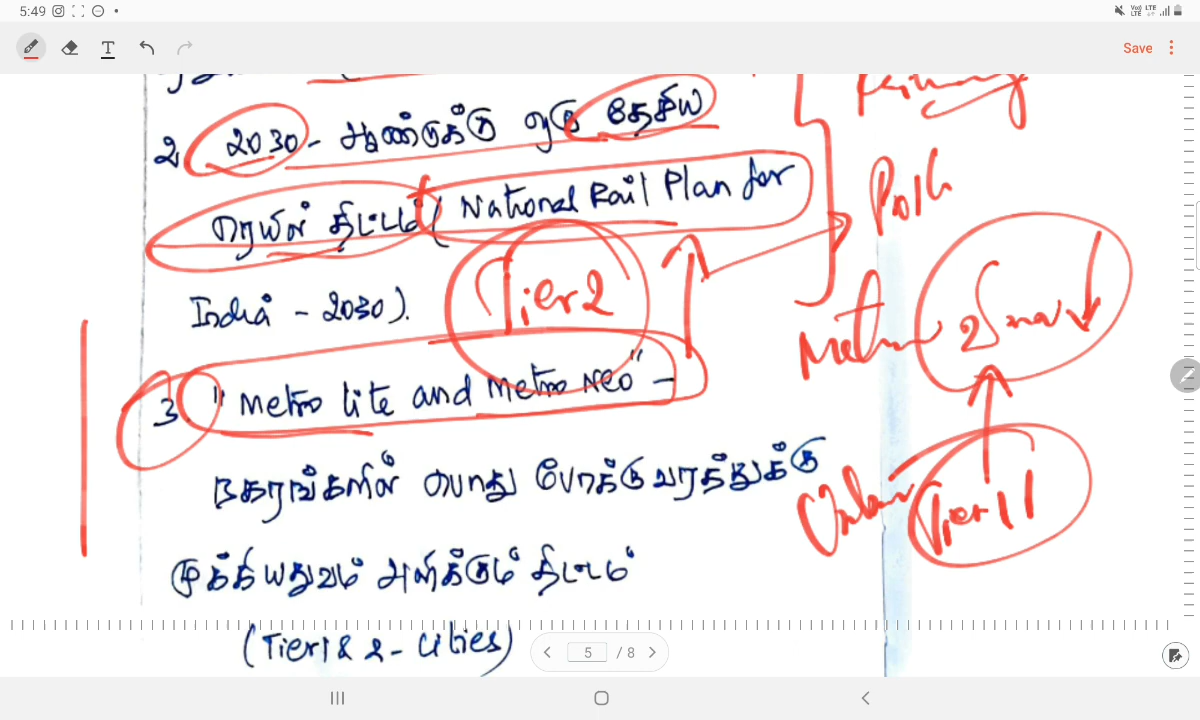 5:49
Save
2 2030 - ஆண்டுக்கு ஒரு தேசிய
ரெயில் திட்டம் ( National Rail Plan for
India - 2030 ).
3. " Metro lite and Metro Neo " -
நகரங்களின் பொது போக்குவரத்துக்கு
முக்கியதுவம் அளிக்கும் திட்டம்
(Tier 1 & 2 - Cities)
Tier 2
Metro
Urban
Tier 1
5 / 8